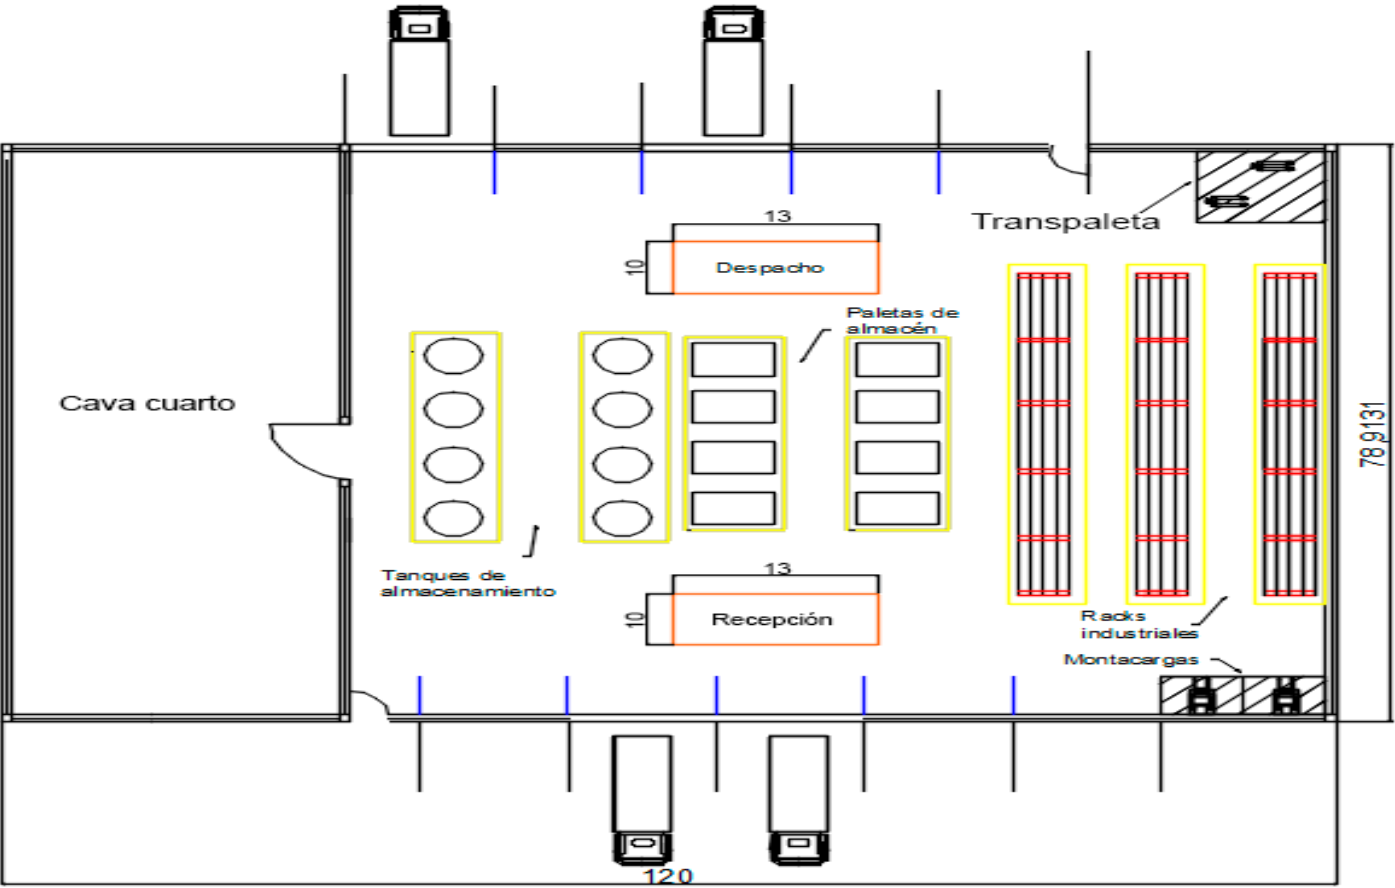 13
Transpaleta
10
Despacho
Paletas de
almacén
Cava cuarto
78,9131
Tanques de
almacenamiento
13
10
Recepción
Racks
industriales
Montacargas
120